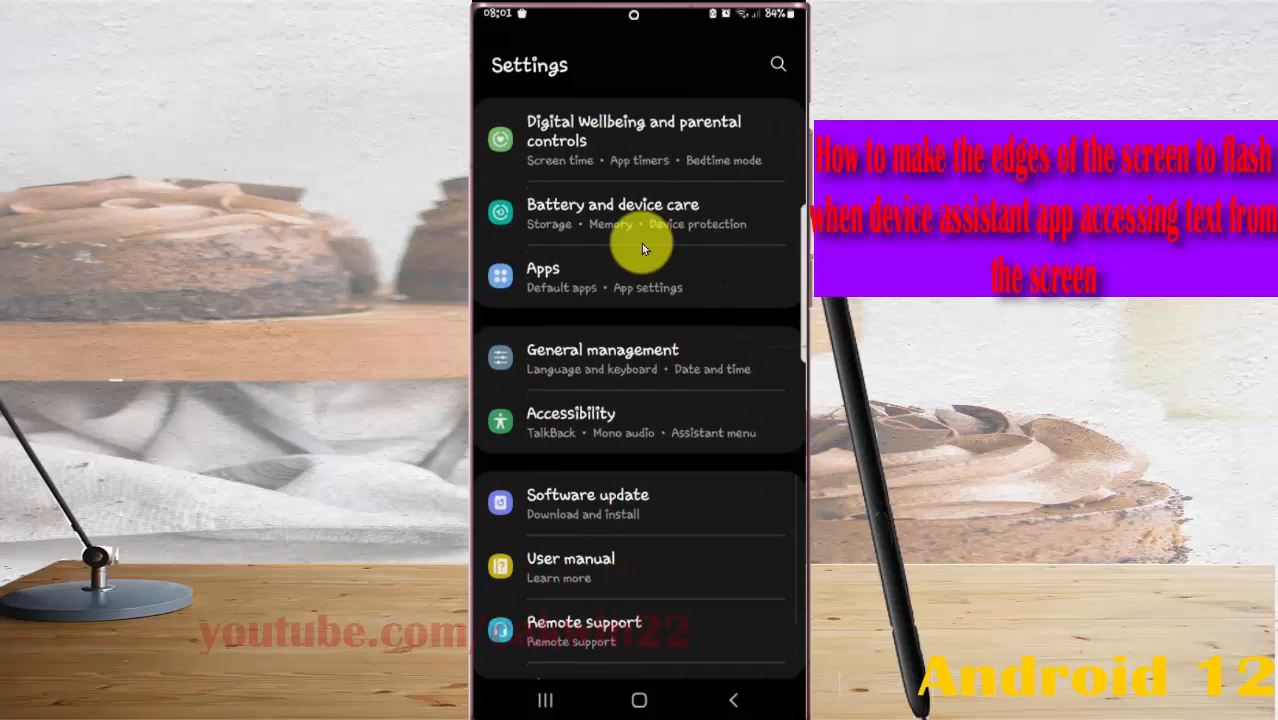 08:01
84%
Settings
Digital Wellbeing and parental
controls
Screen time • App timers • Bedtime mode
Battery and device care
Storage • Memory • Device protection
Apps
Default apps • App settings
General management
Language and keyboard • Date and time
Accessibility
TalkBack • Mono audio • Assistant menu
Software update
Download and install
User manual
Learn more
Remote support
Remote support
How to make the edges of the screen to flash
when device assistant app accessing text from
the screen
youtube.com/
Android 12